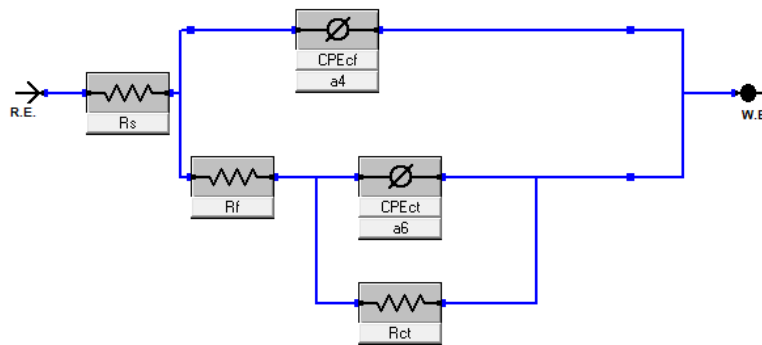 CPEcf
a4
R.E.
Rs
W.E
Rf
CPEct
a6
Rct